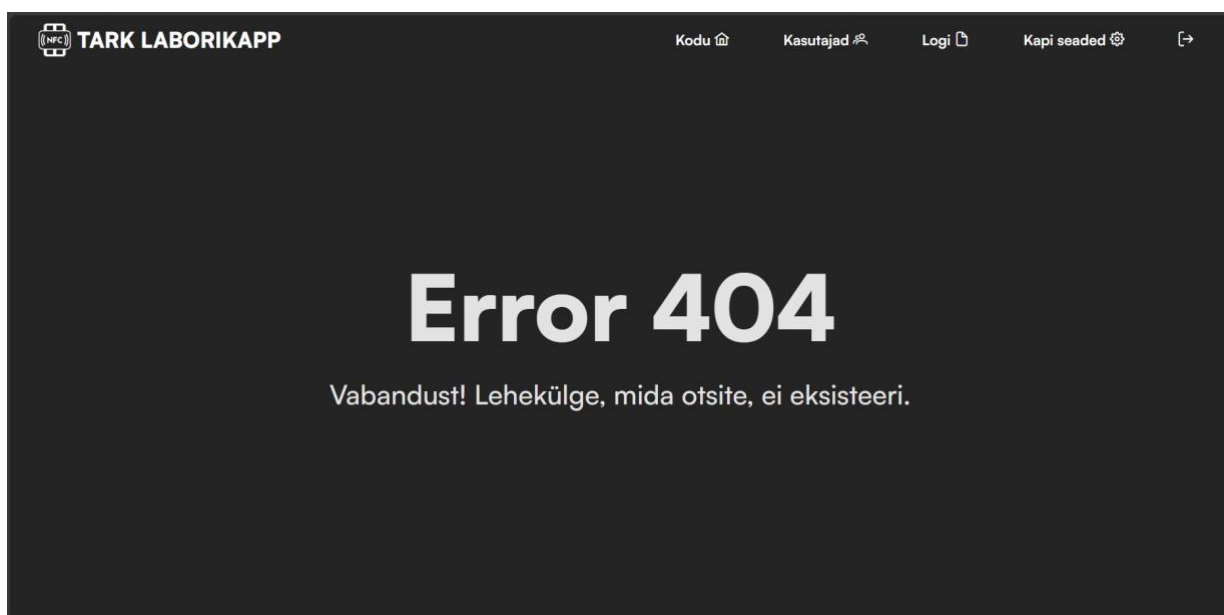 NFC TARK LABORIKAPP Kodu Kasutajad Logi Kapi seaded
Error 404
Vabandust! Lehekülge, mida otsite, ei eksisteeri.